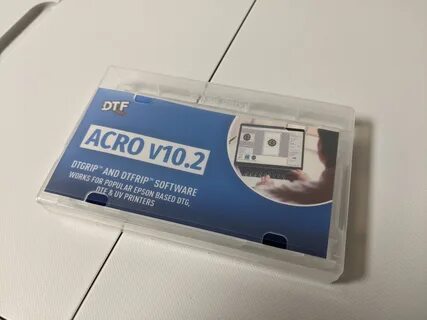 DTF
ACRO v10.2
DTGRIP™ AND DTFRIP™ SOFTWARE
WORKS FOR POPULAR EPSON BASED DTG,
DTF & UV PRINTERS